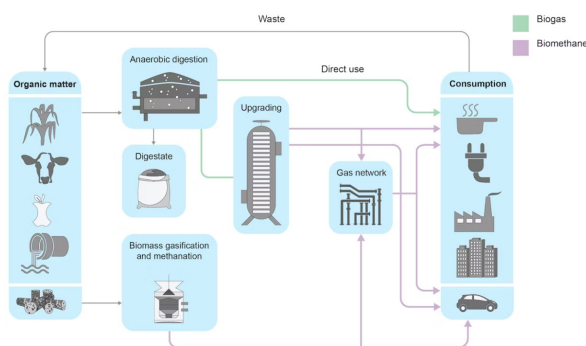 Waste
Biogas
Biomethane
Organic matter
Anaerobic digestion
Direct use
Consumption
Upgrading
Digestate
Gas network
Biomass gasification
and methanation